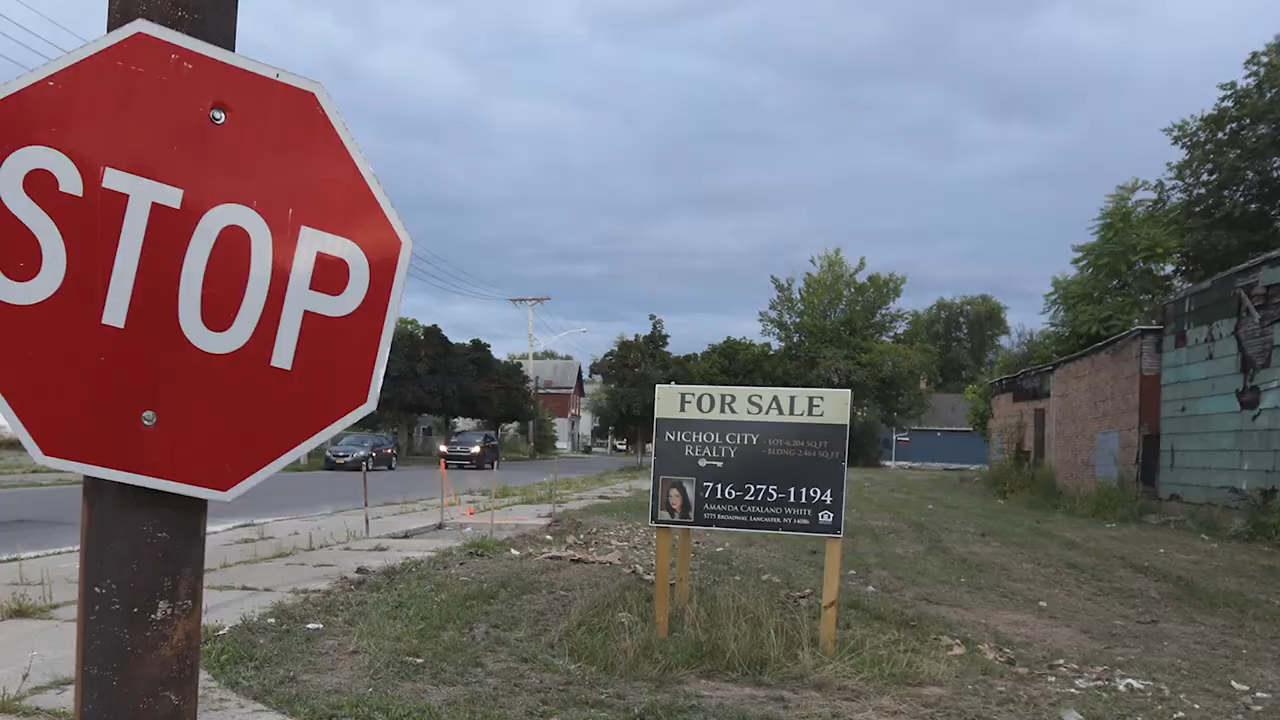 STOP
FOR SALE
NICHOL CITY
REALTY
- LOT-6,204 SQ FT
- BLDNG-2,464 SQ FT
716-275-1194
AMANDA CATALANO WHITE
5775 BROADWAY, LANCASTER, NY 14086